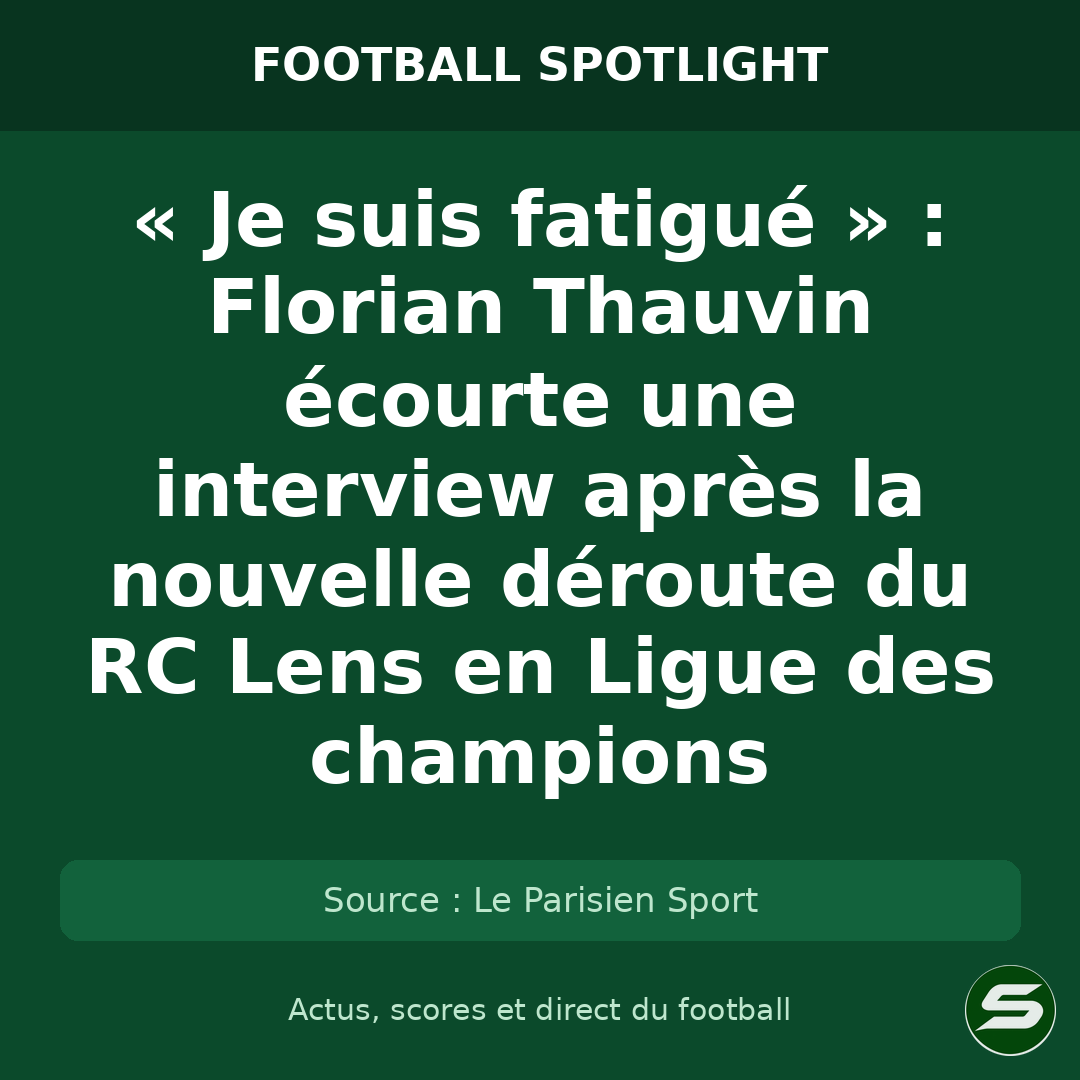 FOOTBALL SPOTLIGHT
« Je suis fatigué » :
Florian Thauvin
écourte une
interview après la
nouvelle déroute du
RC Lens en Ligue des
champions
Source : Le Parisien Sport
Actus, scores et direct du football
S